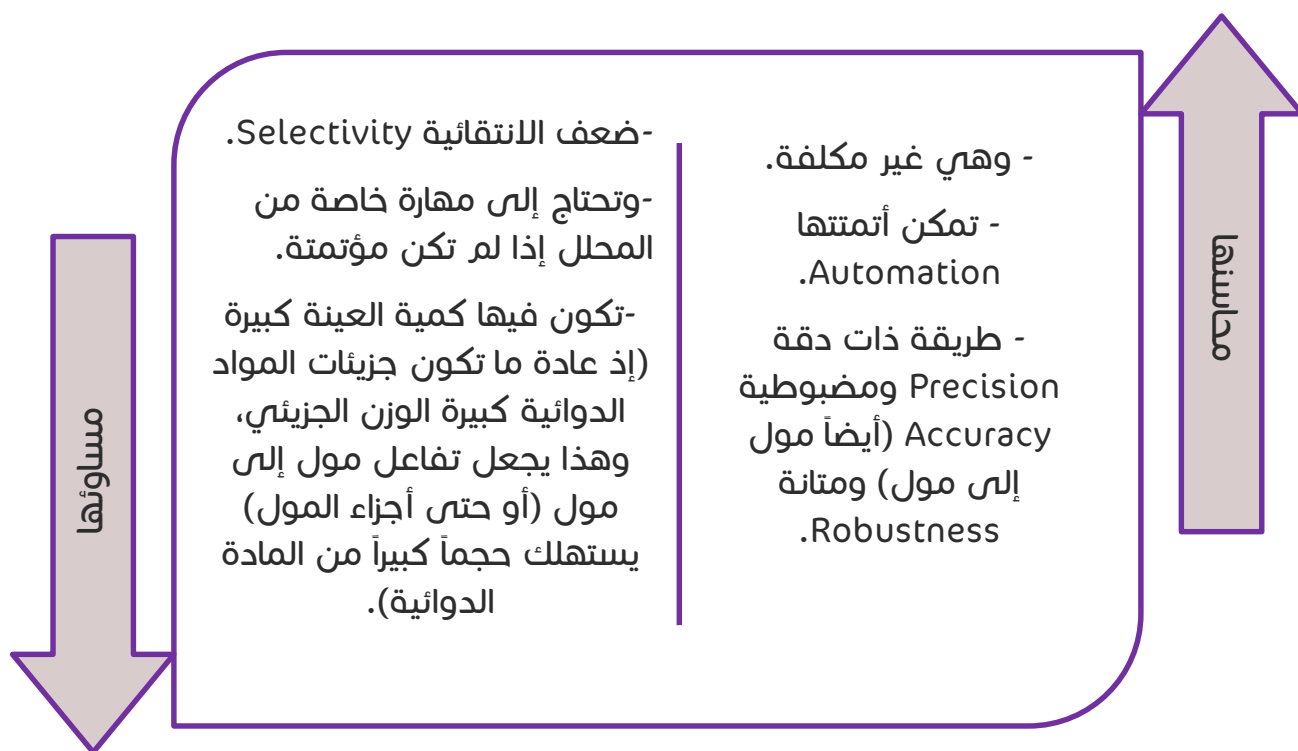 محاسنها
- وهي غير مكلفة.
- تمكن أتمتتها
Automation.
- طريقة ذات دقة
Precision ومضبوطية
Accuracy (أيضاً مول
إلى مول) ومتانة
Robustness.
-ضعف الانتقائية Selectivity.
-وتحتاج إلى مهارة خاصة من
المحلل إذا لم تكن مؤتمتة.
-تكون فيها كمية العينة كبيرة
(إذ عادة ما تكون جزيئات المواد
الدوائية كبيرة الوزن الجزيئي،
وهذا يجعل تفاعل مول إلى
مول (أو حتى أجزاء المول)
يستهلك حجماً كبيراً من المادة
الدوائية).
مساوئها